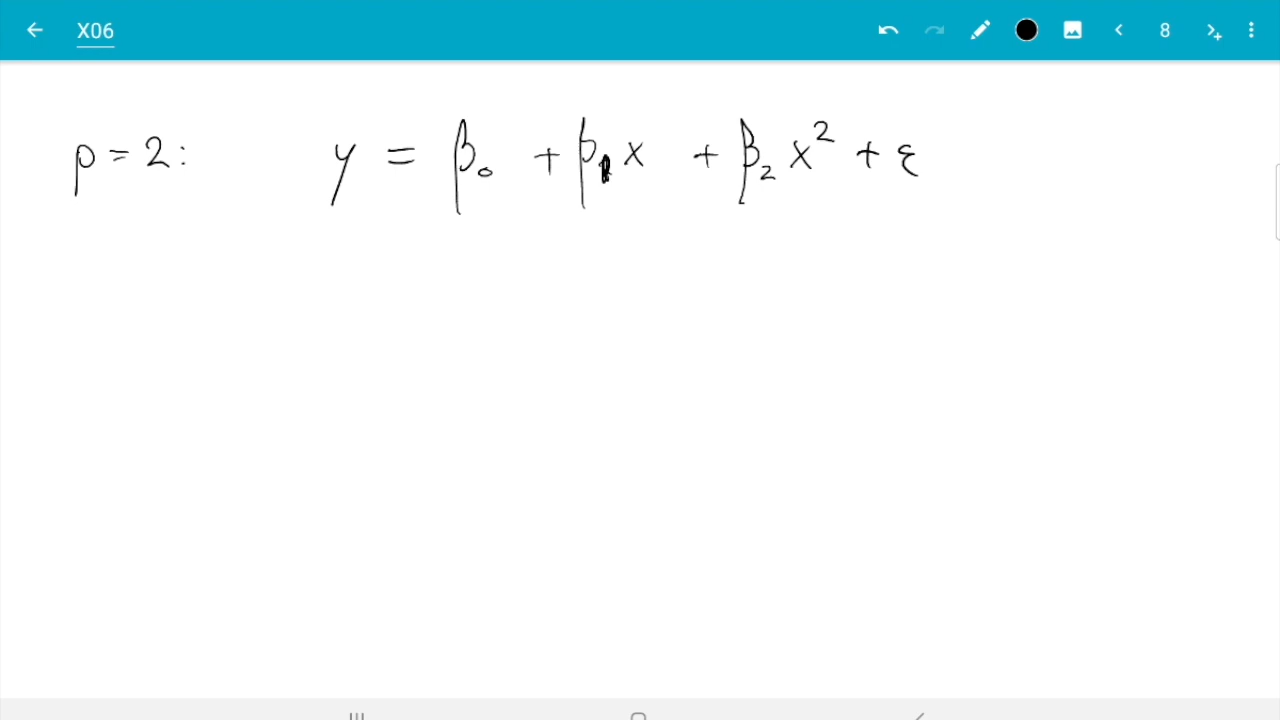 X06
8
p = 2: y = β₀ + β₁ x + β₂ x² + ε